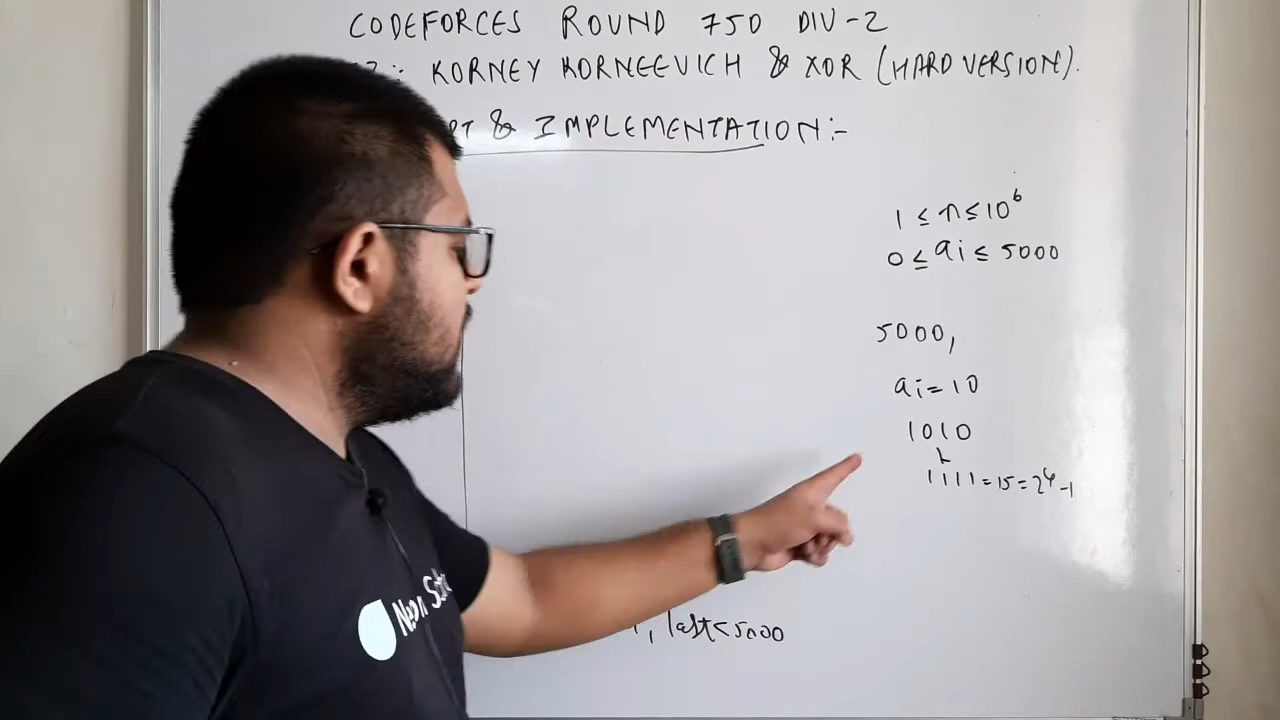 CODEFORCES ROUND 750 DIV-2
: KORNEY KORNEEVICH & XOR (HARD VERSION).
& IMPLEMENTATION:-
1 ≤ n ≤ 10⁶
0 ≤ ai ≤ 5000
5000,
ai = 10
1010
1111 = 15 = 2⁴-1
, last < 5000